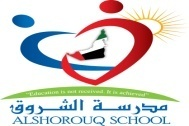 "Education is not received. It is achieved"
مدرسة الشروق
ALSHOROUQ SCHOOL